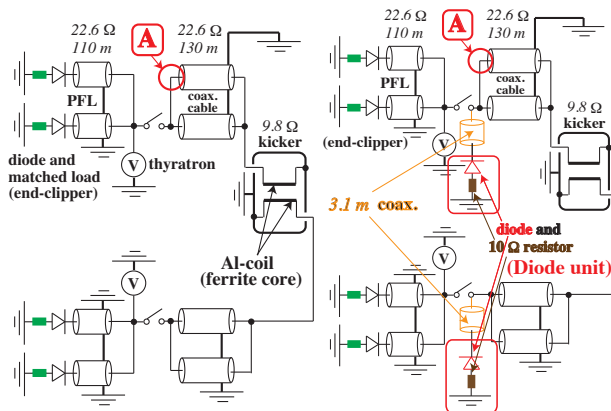 22.6 Ω
110 m
A
22.6 Ω
130 m
PFL
coax.
cable
9.8 Ω
kicker
diode and
matched load
(end-clipper)
V
thyratron
Al-coil
(ferrite core)
V
22.6 Ω
110 m
A
22.6 Ω
130 m
PFL
coax.
cable
9.8 Ω
kicker
(end-clipper)
V
3.1 m coax.
diode and
10 Ω resistor
(Diode unit)
V